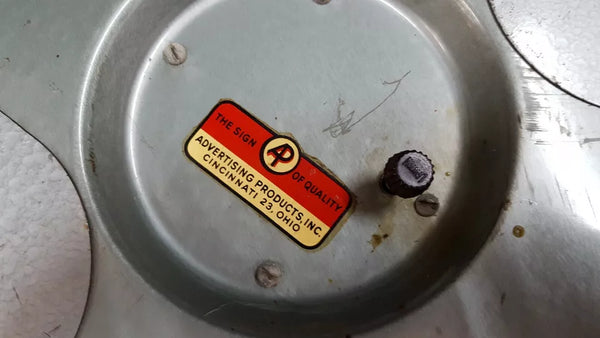 THE SIGN AP OF QUALITY
ADVERTISING PRODUCTS, INC.
CINCINNATI 23, OHIO